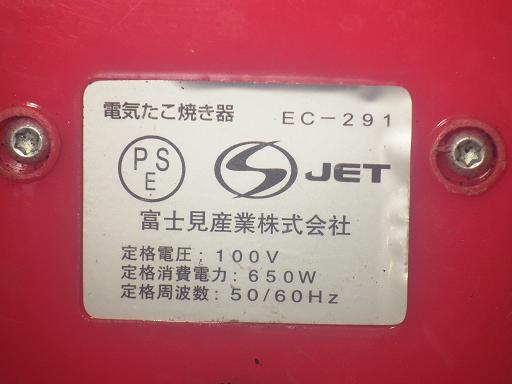 電気たこ焼き器 EC-291
PSE JET
富士見産業株式会社
定格電圧：100V
定格消費電力：650W
定格周波数：50/60Hz